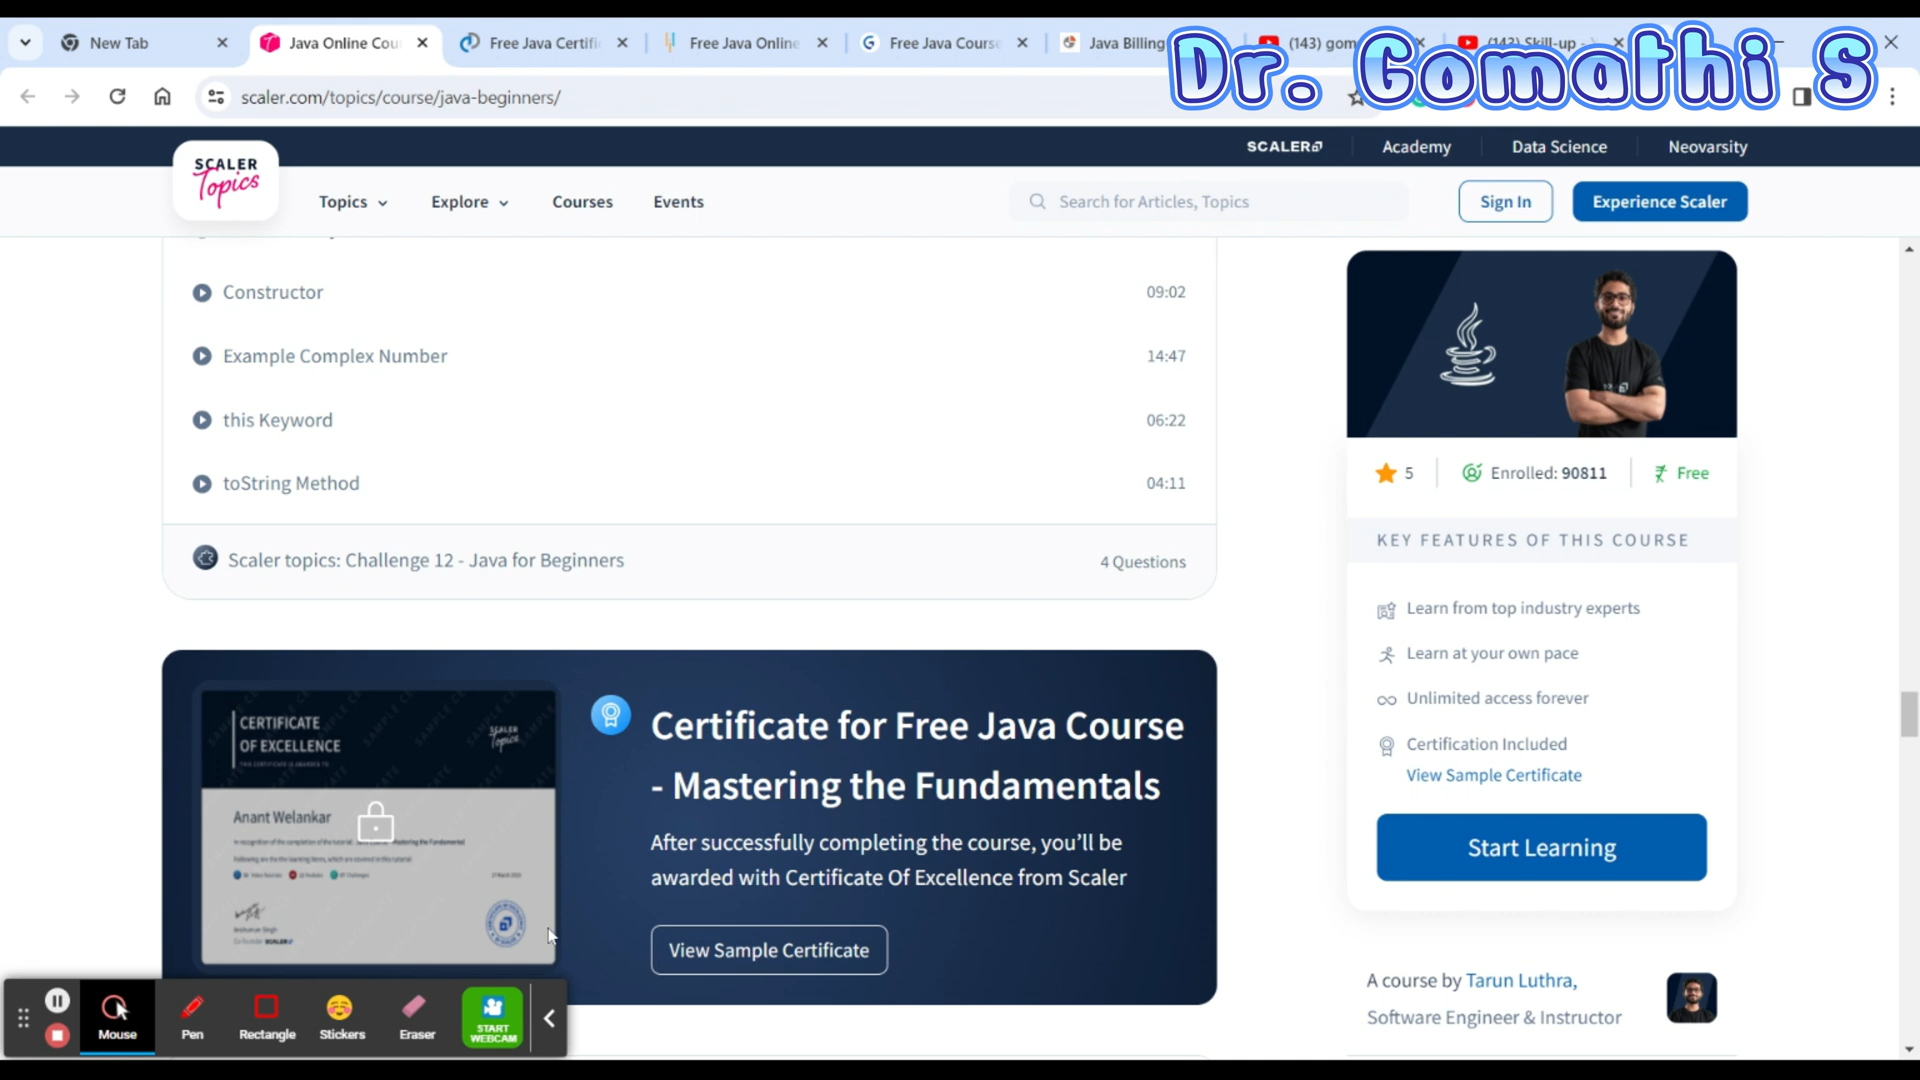 New Tab
Java Online Cou
Free Java Certifi
Free Java Online
Free Java Course
Java Billing
(143) gom
(143) Skill-up -
Dr. Gomathi S
scaler.com/topics/course/java-beginners/
SCALER
Academy
Data Science
Neovarsity
SCALER
Topics
Topics
Explore
Courses
Events
Search for Articles, Topics
Sign In
Experience Scaler
Constructor
09:02
Example Complex Number
14:47
this Keyword
06:22
toString Method
04:11
Scaler topics: Challenge 12 - Java for Beginners
4 Questions
CERTIFICATE
OF EXCELLENCE
SCALER
Topics
Anant Welankar
Certificate for Free Java Course
- Mastering the Fundamentals
After successfully completing the course, you’ll be
awarded with Certificate Of Excellence from Scaler
View Sample Certificate
5
Enrolled: 90811
Free
KEY FEATURES OF THIS COURSE
Learn from top industry experts
Learn at your own pace
Unlimited access forever
Certification Included
View Sample Certificate
Start Learning
A course by Tarun Luthra,
Software Engineer & Instructor
Mouse
Pen
Rectangle
Stickers
Eraser
START
WEBCAM